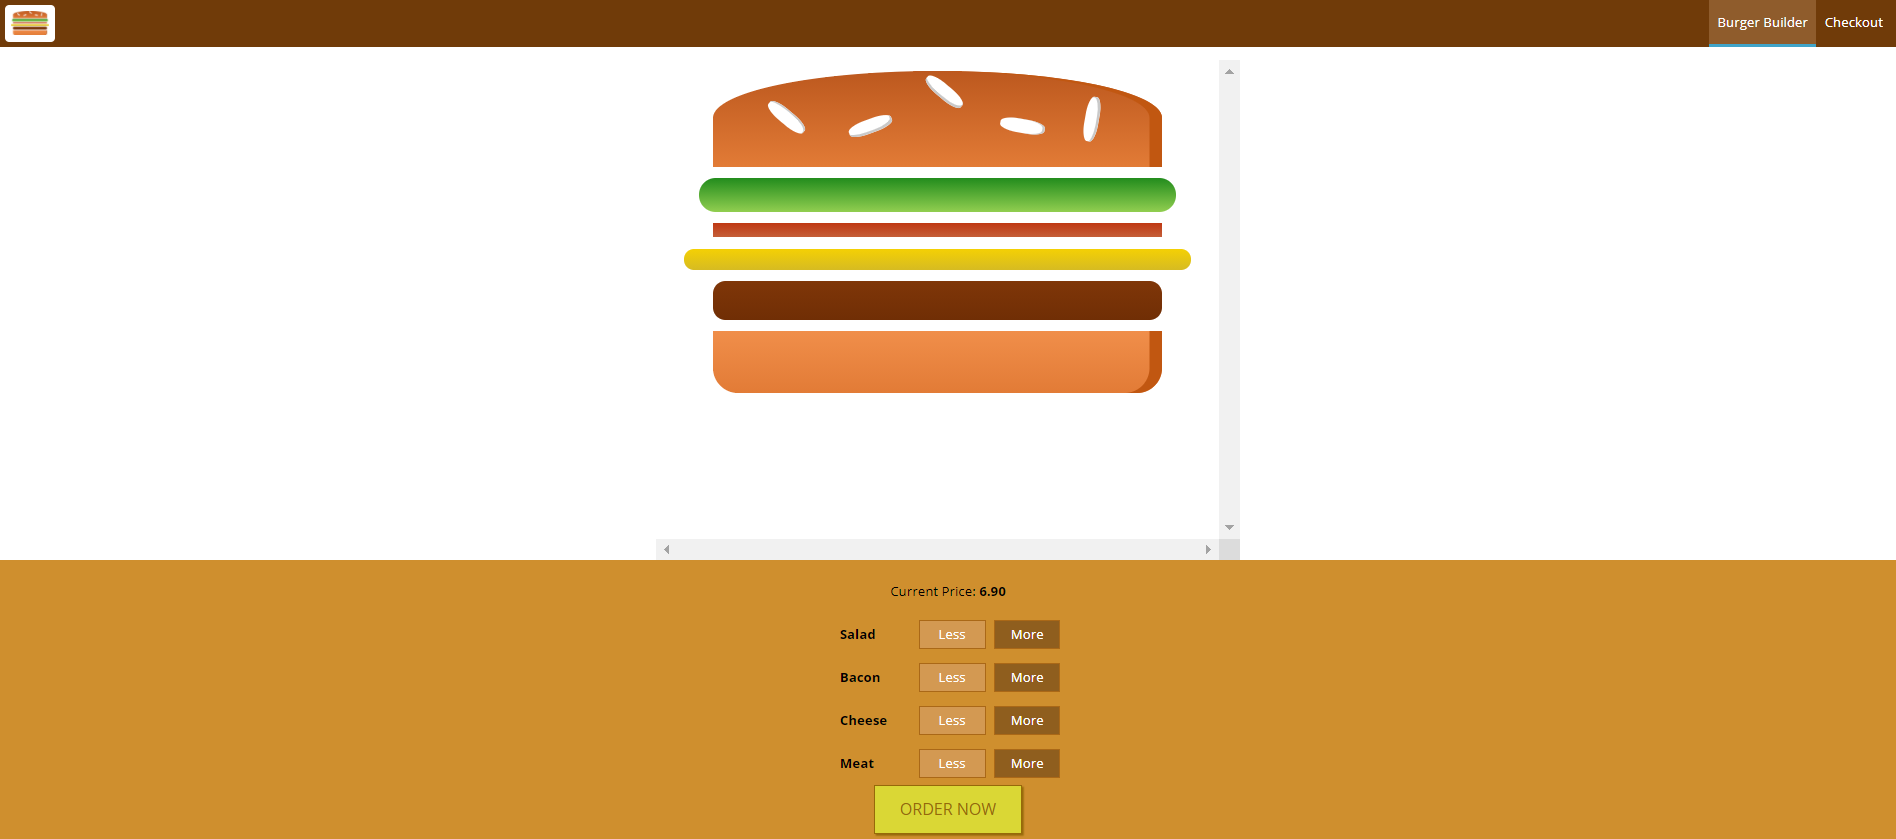 Burger Builder Checkout
Current Price: 6.90
Salad Less More
Bacon Less More
Cheese Less More
Meat Less More
ORDER NOW